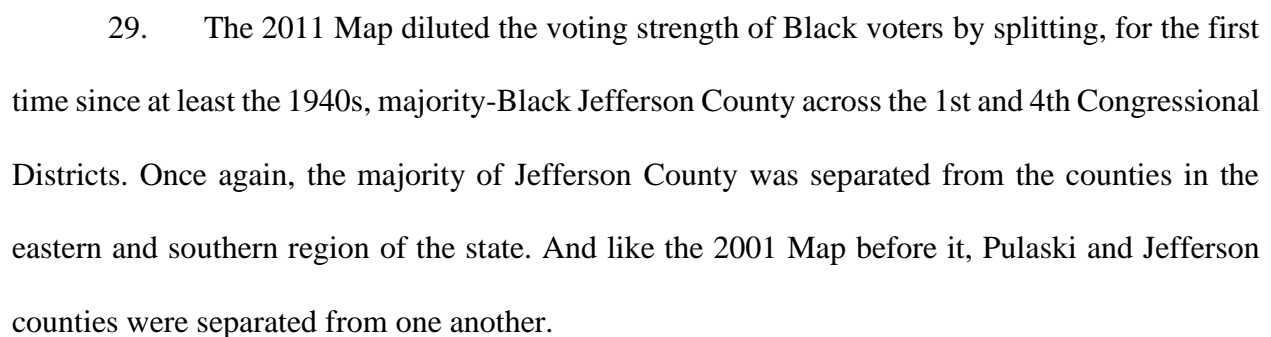 29. The 2011 Map diluted the voting strength of Black voters by splitting, for the first
time since at least the 1940s, majority-Black Jefferson County across the 1st and 4th Congressional
Districts. Once again, the majority of Jefferson County was separated from the counties in the
eastern and southern region of the state. And like the 2001 Map before it, Pulaski and Jefferson
counties were separated from one another.